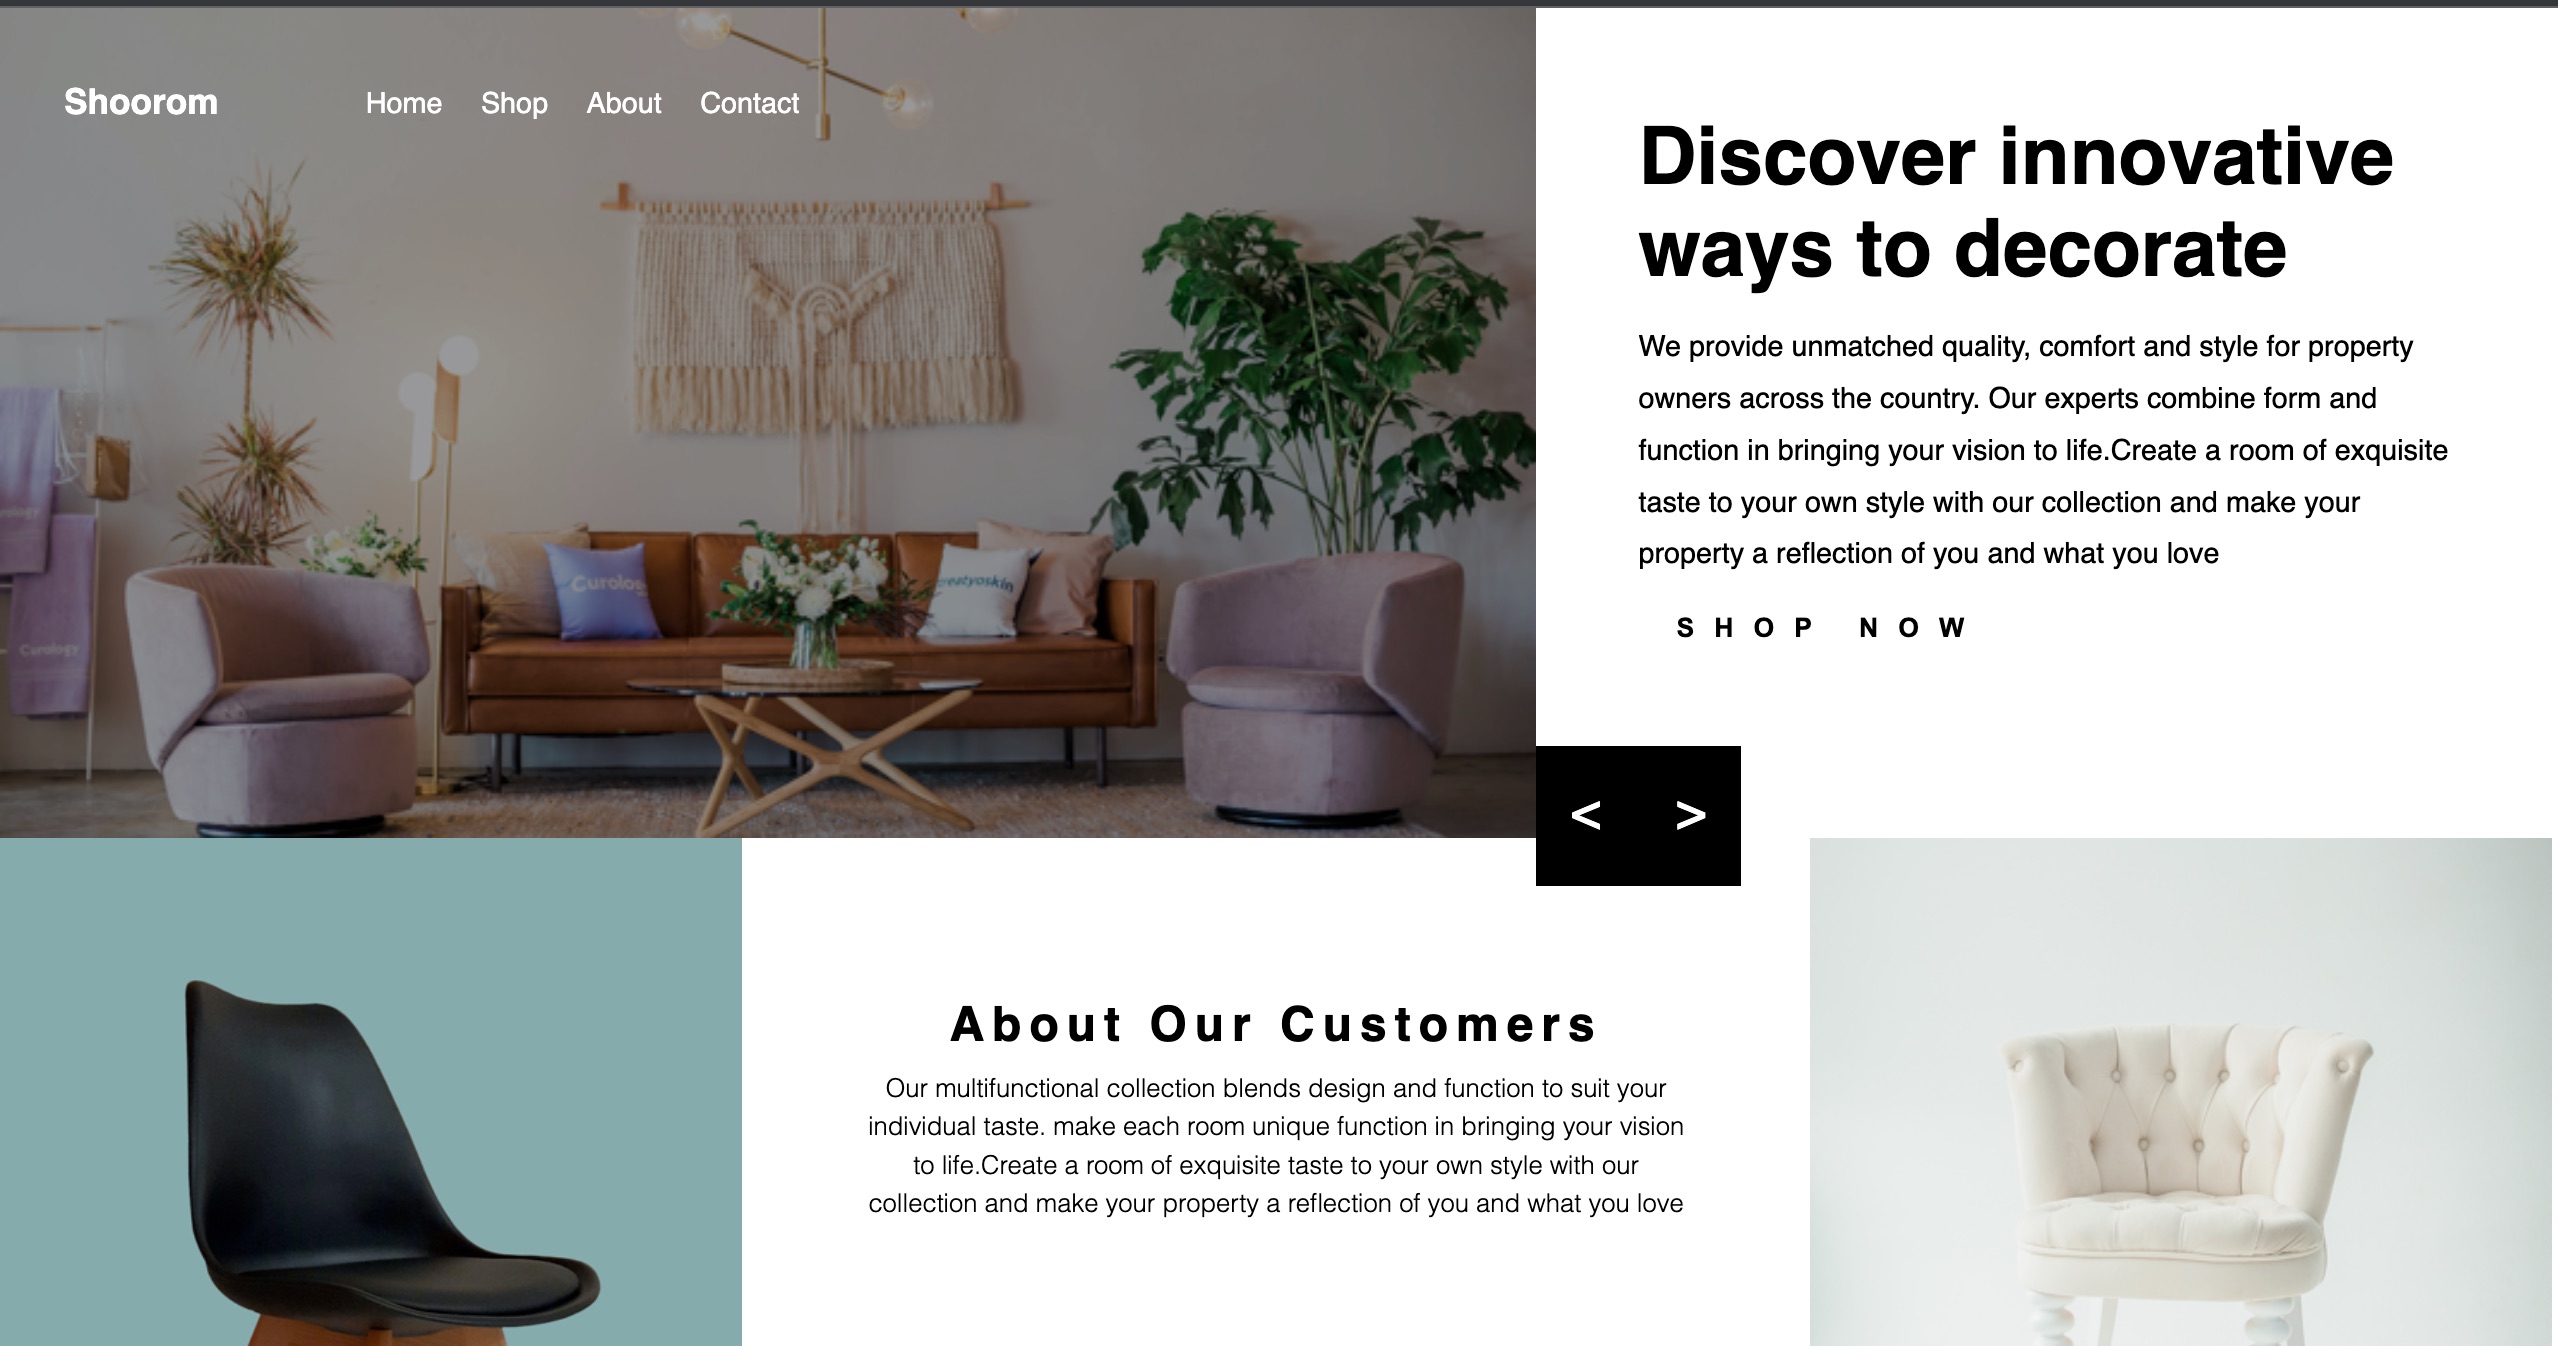 Shoorom
Home Shop About Contact
Curology
Curology
Discover innovative
ways to decorate
We provide unmatched quality, comfort and style for property
owners across the country. Our experts combine form and
function in bringing your vision to life.Create a room of exquisite
taste to your own style with our collection and make your
property a reflection of you and what you love
SHOP NOW
< >
About Our Customers
Our multifunctional collection blends design and function to suit your
individual taste. make each room unique function in bringing your vision
to life.Create a room of exquisite taste to your own style with our
collection and make your property a reflection of you and what you love